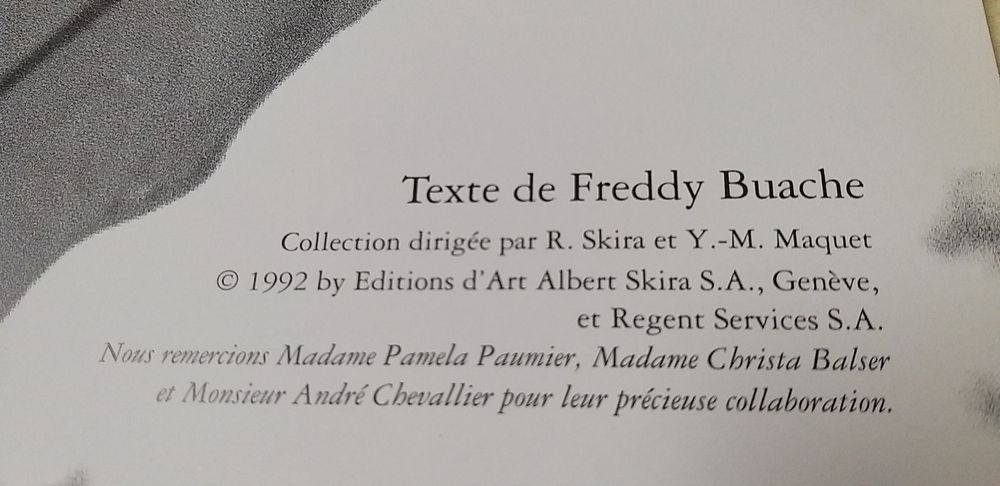 Texte de Freddy Buache
Collection dirigée par R. Skira et Y.-M. Maquet
© 1992 by Editions d'Art Albert Skira S.A., Genève,
et Regent Services S.A.
Nous remercions Madame Pamela Paumier, Madame Christa Balser
et Monsieur André Chevallier pour leur précieuse collaboration.